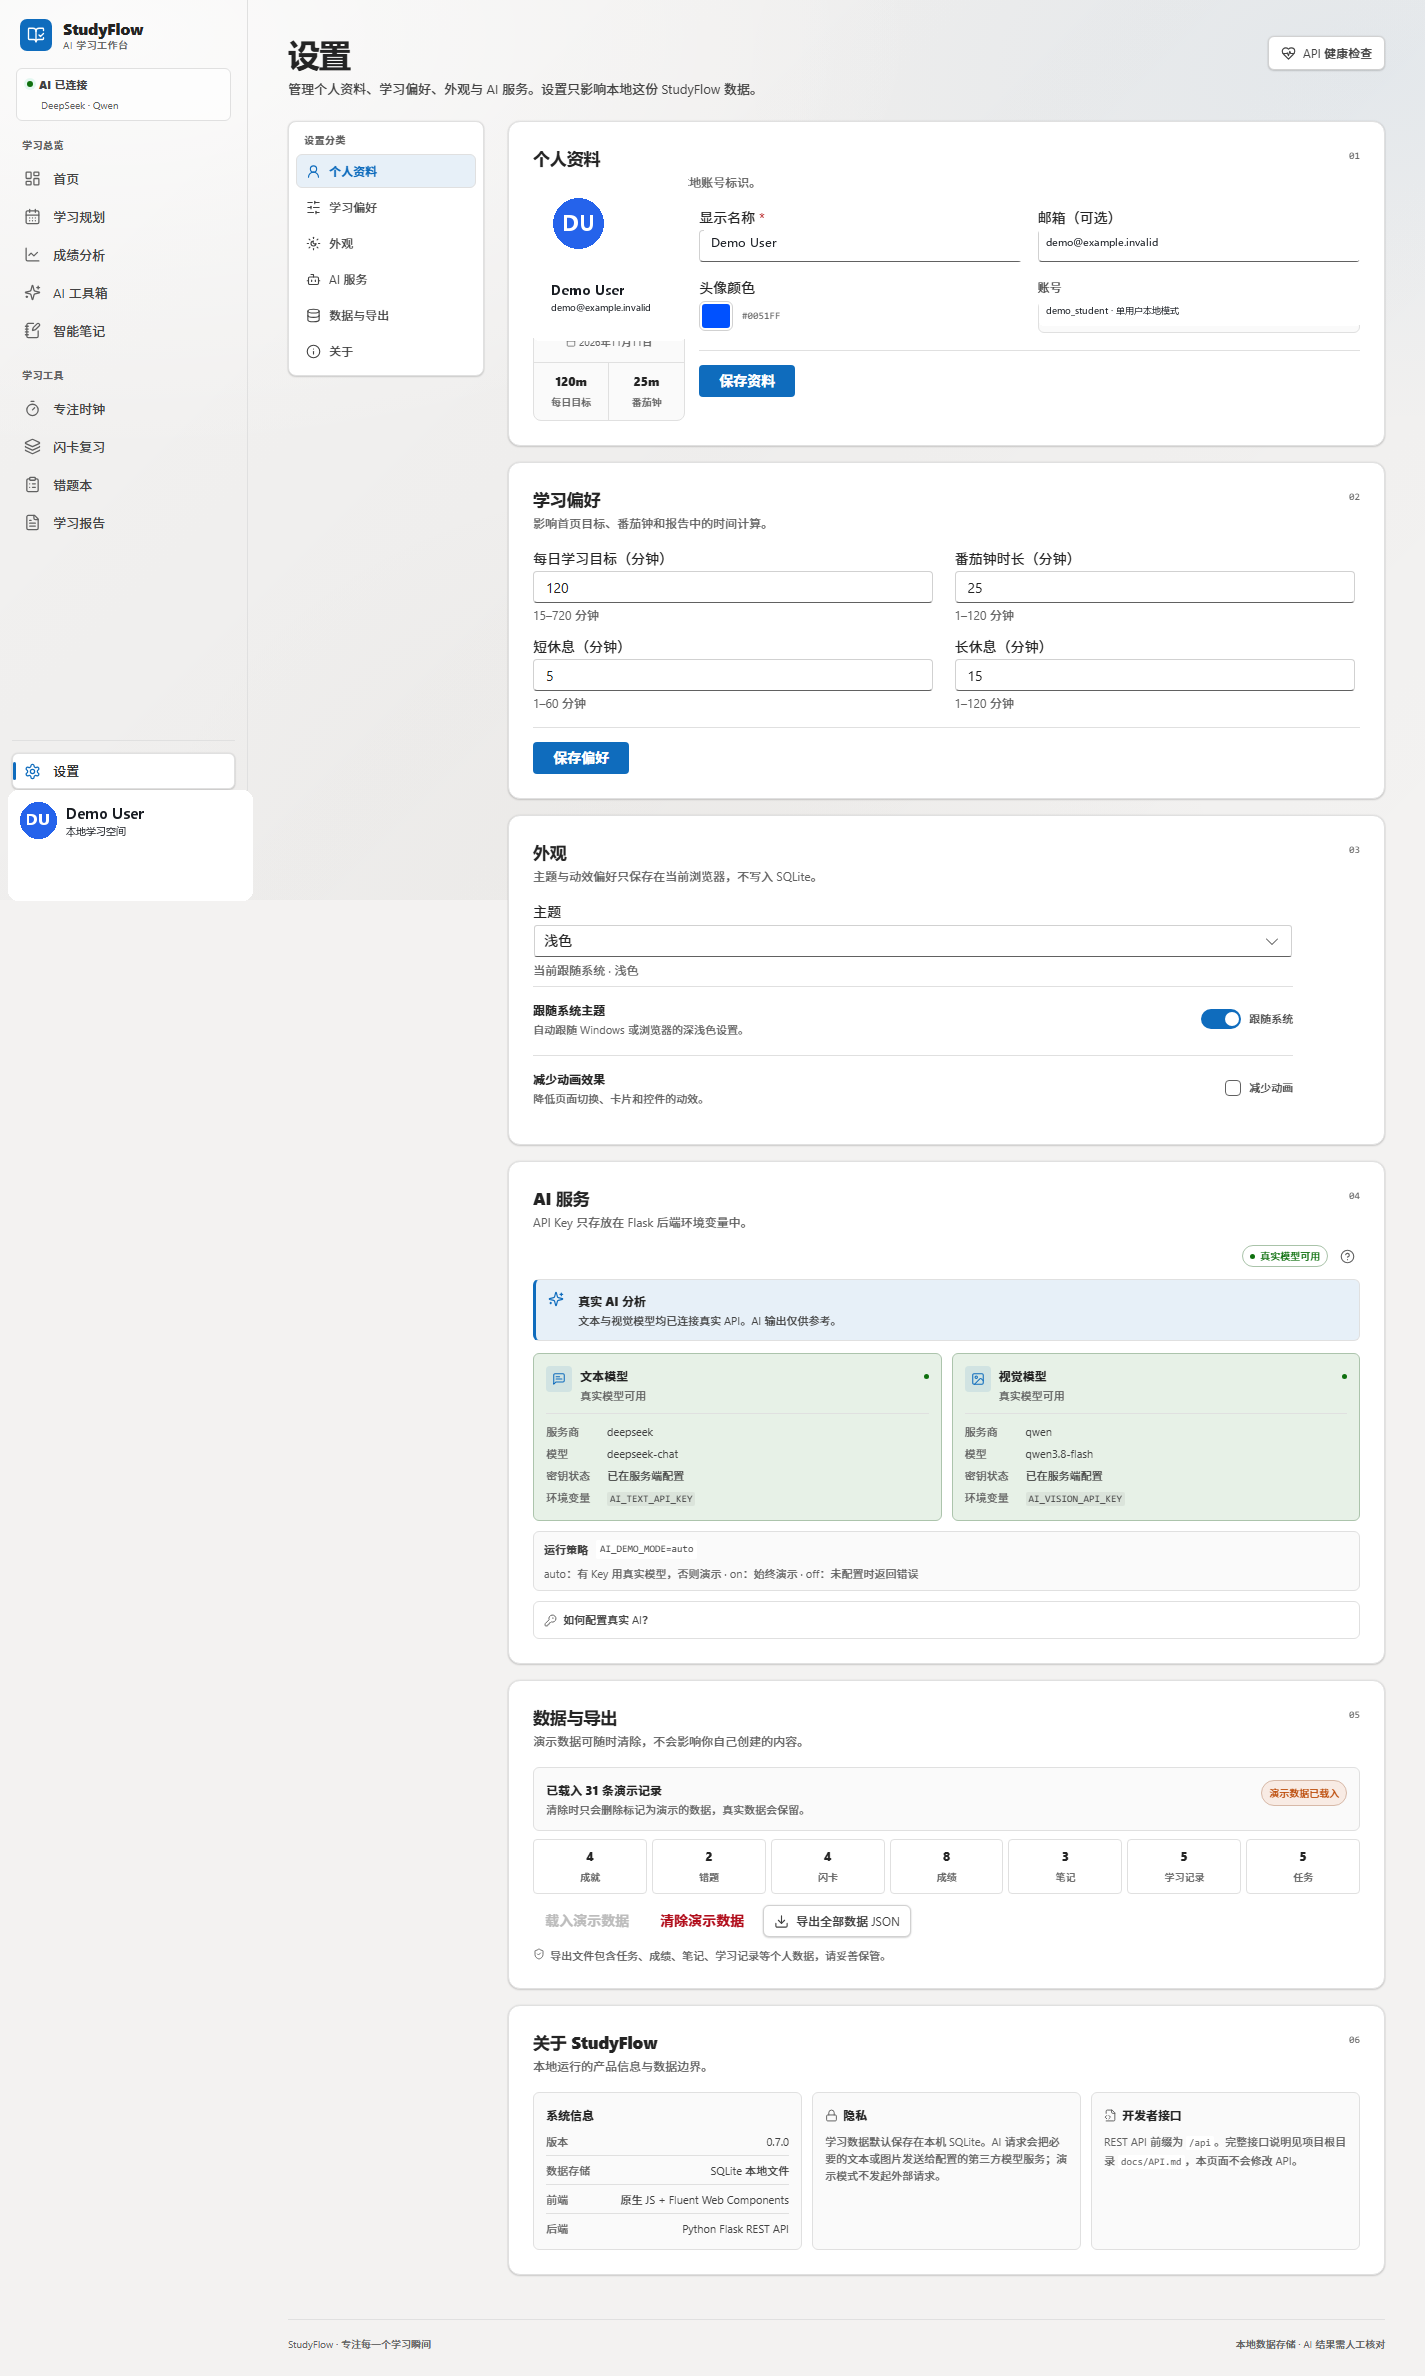 StudyFlow
AI 学习工作台
AI 已连接
DeepSeek · Qwen
学习总览
首页
学习规划
成绩分析
AI 工具箱
智能笔记
学习工具
专注时钟
闪卡复习
错题本
学习报告
设置
DU
Demo User
本地学习空间
设置
管理个人资料、学习偏好、外观与 AI 服务。设置只影响本地这份 StudyFlow 数据。
API 健康检查
设置分类
个人资料
学习偏好
外观
AI 服务
数据与导出
关于
个人资料
01
地账号标识。
DU
Demo User
demo@example.invalid
2026年11月11日
120m
每日目标
25m
番茄钟
显示名称 *
Demo User
邮箱（可选）
demo@example.invalid
头像颜色
#0051FF
账号
demo_student · 单用户本地模式
保存资料
学习偏好
02
影响首页目标、番茄钟和报告中的时间计算。
每日学习目标（分钟）
120
15–720 分钟
番茄钟时长（分钟）
25
1–120 分钟
短休息（分钟）
5
1–60 分钟
长休息（分钟）
15
1–120 分钟
保存偏好
外观
03
主题与动效偏好只保存在当前浏览器，不写入 SQLite。
主题
浅色
当前跟随系统 · 浅色
跟随系统主题
自动跟随 Windows 或浏览器的深浅色设置。
跟随系统
减少动画效果
降低页面切换、卡片和控件的动效。
减少动画
AI 服务
04
API Key 只存放在 Flask 后端环境变量中。
真实模型可用
真实 AI 分析
文本与视觉模型均已连接真实 API。AI 输出仅供参考。
文本模型
真实模型可用
服务商 deepseek
模型 deepseek-chat
密钥状态 已在服务端配置
环境变量 AI_TEXT_API_KEY
视觉模型
真实模型可用
服务商 qwen
模型 qwen3.8-flash
密钥状态 已在服务端配置
环境变量 AI_VISION_API_KEY
运行策略 AI_DEMO_MODE=auto
auto：有 Key 用真实模型，否则演示 · on：始终演示 · off：未配置时返回错误
如何配置真实 AI？
数据与导出
05
演示数据可随时清除，不会影响你自己创建的内容。
已载入 31 条演示记录
清除时只会删除标记为演示的数据，真实数据会保留。
演示数据已载入
4
成就
2
错题
4
闪卡
8
成绩
3
笔记
5
学习记录
5
任务
载入演示数据
清除演示数据
导出全部数据 JSON
导出文件包含任务、成绩、笔记、学习记录等个人数据，请妥善保管。
关于 StudyFlow
06
本地运行的产品信息与数据边界。
系统信息
版本 0.7.0
数据存储 SQLite 本地文件
前端 原生 JS + Fluent Web Components
后端 Python Flask REST API
隐私
学习数据默认保存在本机 SQLite。AI 请求会把必
要的文本或图片发送给配置的第三方模型服务；演
示模式不发起外部请求。
开发者接口
REST API 前缀为 /api 。完整接口说明见项目根目
录 docs/API.md ，本页面不会修改 API。
StudyFlow · 专注每一个学习瞬间
本地数据存储 · AI 结果需人工核对